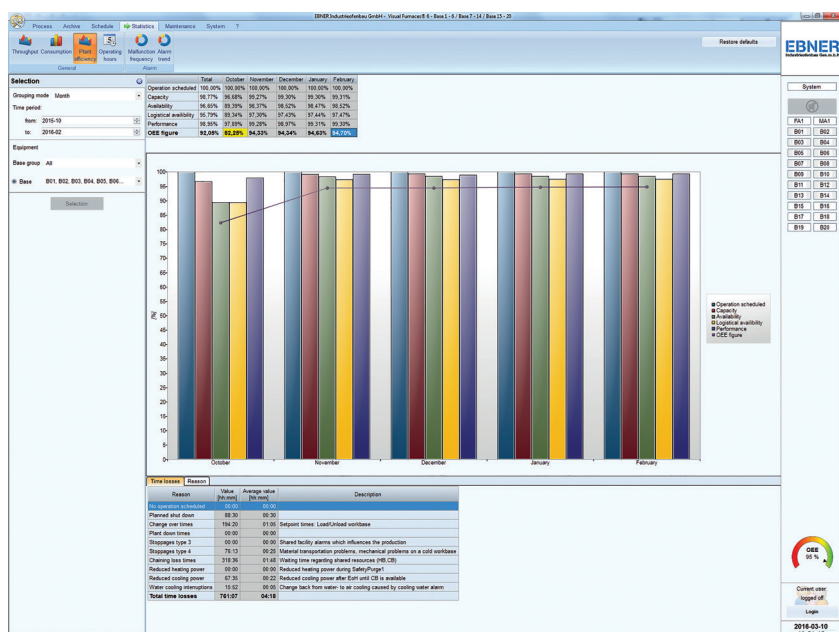 EBNER Industrieofenbau GmbH - Visual Furnaces® 6 - Base 1 - 6 / Base 7 - 14 / Base 15 - 20
Process Archive Schedule Statistics Maintenance System ?
Throughput Consumption Plant efficiency Operating hours Malfunction frequency Alarm trend
General Alarm
Restore defaults
EBNER
Industrieofenbau Ges.m.b.H
Selection
Grouping mode Month
Time period:
from: 2015-10
to: 2016-02
Equipment
Base group All
Base B01, B02, B03, B04, B05, B06...
Selection
Total October November December January February
Operation scheduled 100,00% 100,00% 100,00% 100,00% 100,00% 100,00%
Capacity 98,77% 96,68% 99,27% 99,30% 99,30% 99,31%
Availability 96,65% 89,39% 98,37% 98,52% 98,47% 98,52%
Logistical availibility 95,79% 89,34% 97,30% 97,43% 97,44% 97,47%
Performance 98,95% 97,89% 99,28% 98,97% 99,31% 99,30%
OEE figure 92,05% 82,28% 94,33% 94,34% 94,63% 94,70%
100
95
90
85
80
75
70
65
60
55
50
45
40
35
30
25
20
15
10
5
0
[%]
October November December January February
Operation scheduled
Capacity
Availability
Logistical availibility
Performance
OEE figure
Time losses Reason
Reason Value [hh:mm] Average value [hh:mm] Description
No operation scheduled 00:00 00:00
Planned shut down 88:30 00:30
Change over times 194:20 01:05 Setpoint times: Load/Unload workbase
Plant down times 00:00 00:00
Stoppages type 3 00:00 00:00 Shared facility alarms which influences the production
Stoppages type 4 76:13 00:25 Material transportation problems, mechanical problems on a cold workbase
Chaining loss times 318:36 01:48 Waiting time regarding shared resources (HB,CB)
Reduced heating power 00:00 00:00 Reduced heating power during SafetyPurge1
Reduced cooling power 67:35 00:22 Reduced cooling power after EoH until CB is available
Water cooling interruptions 15:52 00:05 Change back from water- to air cooling caused by cooling water alarm
Total time losses 761:07 04:18
System
FA1 MA1
B01 B02
B03 B04
B05 B06
B07 B08
B09 B10
B11 B12
B13 B14
B15 B16
B17 B18
B19 B20
OEE
95 %
Current user:
logged off
Login
2016-03-10